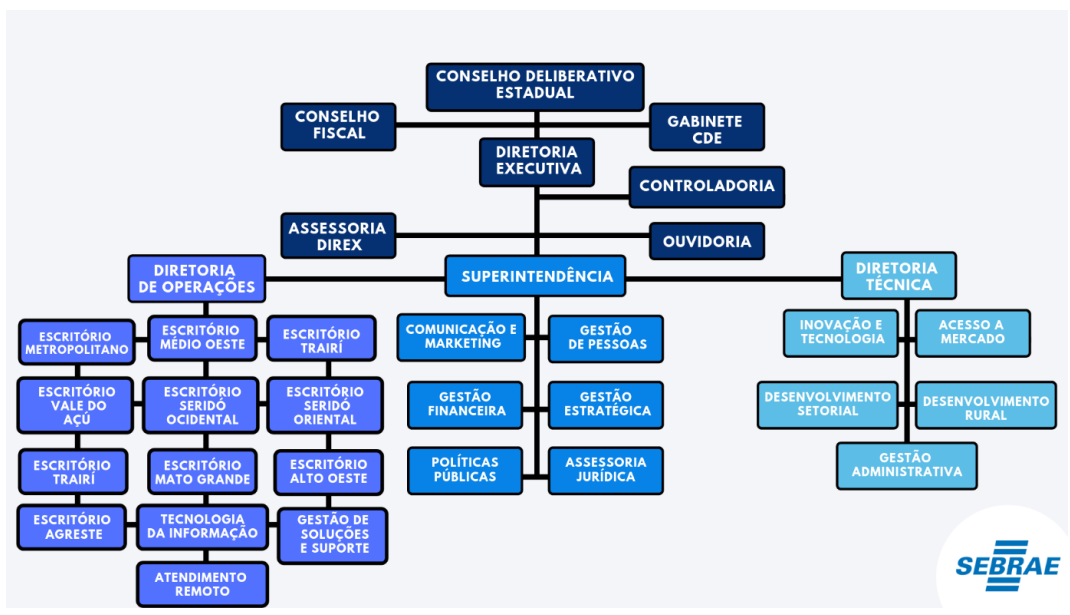 CONSELHO DELIBERATIVO
ESTADUAL
CONSELHO
FISCAL
GABINETE
CDE
DIRETORIA
EXECUTIVA
CONTROLADORIA
ASSESSORIA
DIREX
OUVIDORIA
DIRETORIA
DE OPERAÇÕES
SUPERINTENDÊNCIA
DIRETORIA
TÉCNICA
ESCRITÓRIO
METROPOLITANO
ESCRITÓRIO
MÉDIO OESTE
ESCRITÓRIO
TRAIRÍ
COMUNICAÇÃO E
MARKETING
GESTÃO
DE PESSOAS
INOVAÇÃO E
TECNOLOGIA
ACESSO A
MERCADO
ESCRITÓRIO
VALE DO
AÇÚ
ESCRITÓRIO
SERIDÓ
OCIDENTAL
ESCRITÓRIO
SERIDÓ
ORIENTAL
GESTÃO
FINANCEIRA
GESTÃO
ESTRATÉGICA
DESENVOLVIMENTO
SETORIAL
DESENVOLVIMENTO
RURAL
ESCRITÓRIO
TRAIRÍ
ESCRITÓRIO
MATO GRANDE
ESCRITÓRIO
ALTO OESTE
POLÍTICAS
PÚBLICAS
ASSESSORIA
JURÍDICA
GESTÃO
ADMINISTRATIVA
ESCRITÓRIO
AGRESTE
TECNOLOGIA
DA INFORMAÇÃO
GESTÃO DE
SOLUÇÕES
E SUPORTE
ATENDIMENTO
REMOTO
SEBRAE